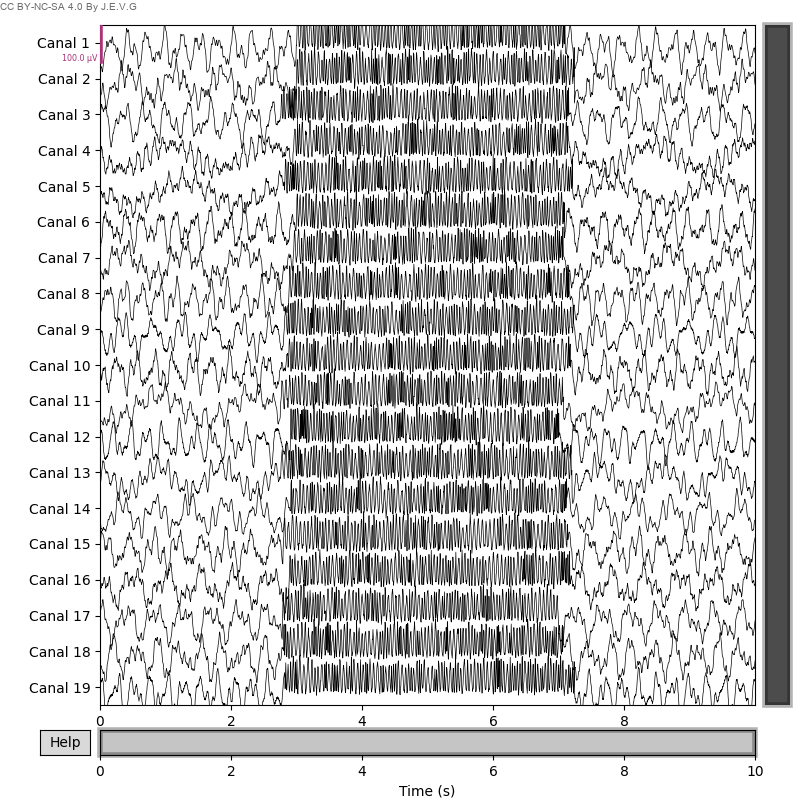 CC BY-NC-SA 4.0 By J.E.V.G
Canal 1
100.0 µV
Canal 2
Canal 3
Canal 4
Canal 5
Canal 6
Canal 7
Canal 8
Canal 9
Canal 10
Canal 11
Canal 12
Canal 13
Canal 14
Canal 15
Canal 16
Canal 17
Canal 18
Canal 19
0 2 4 6 8
Help
0 2 4 6 8 10
Time (s)